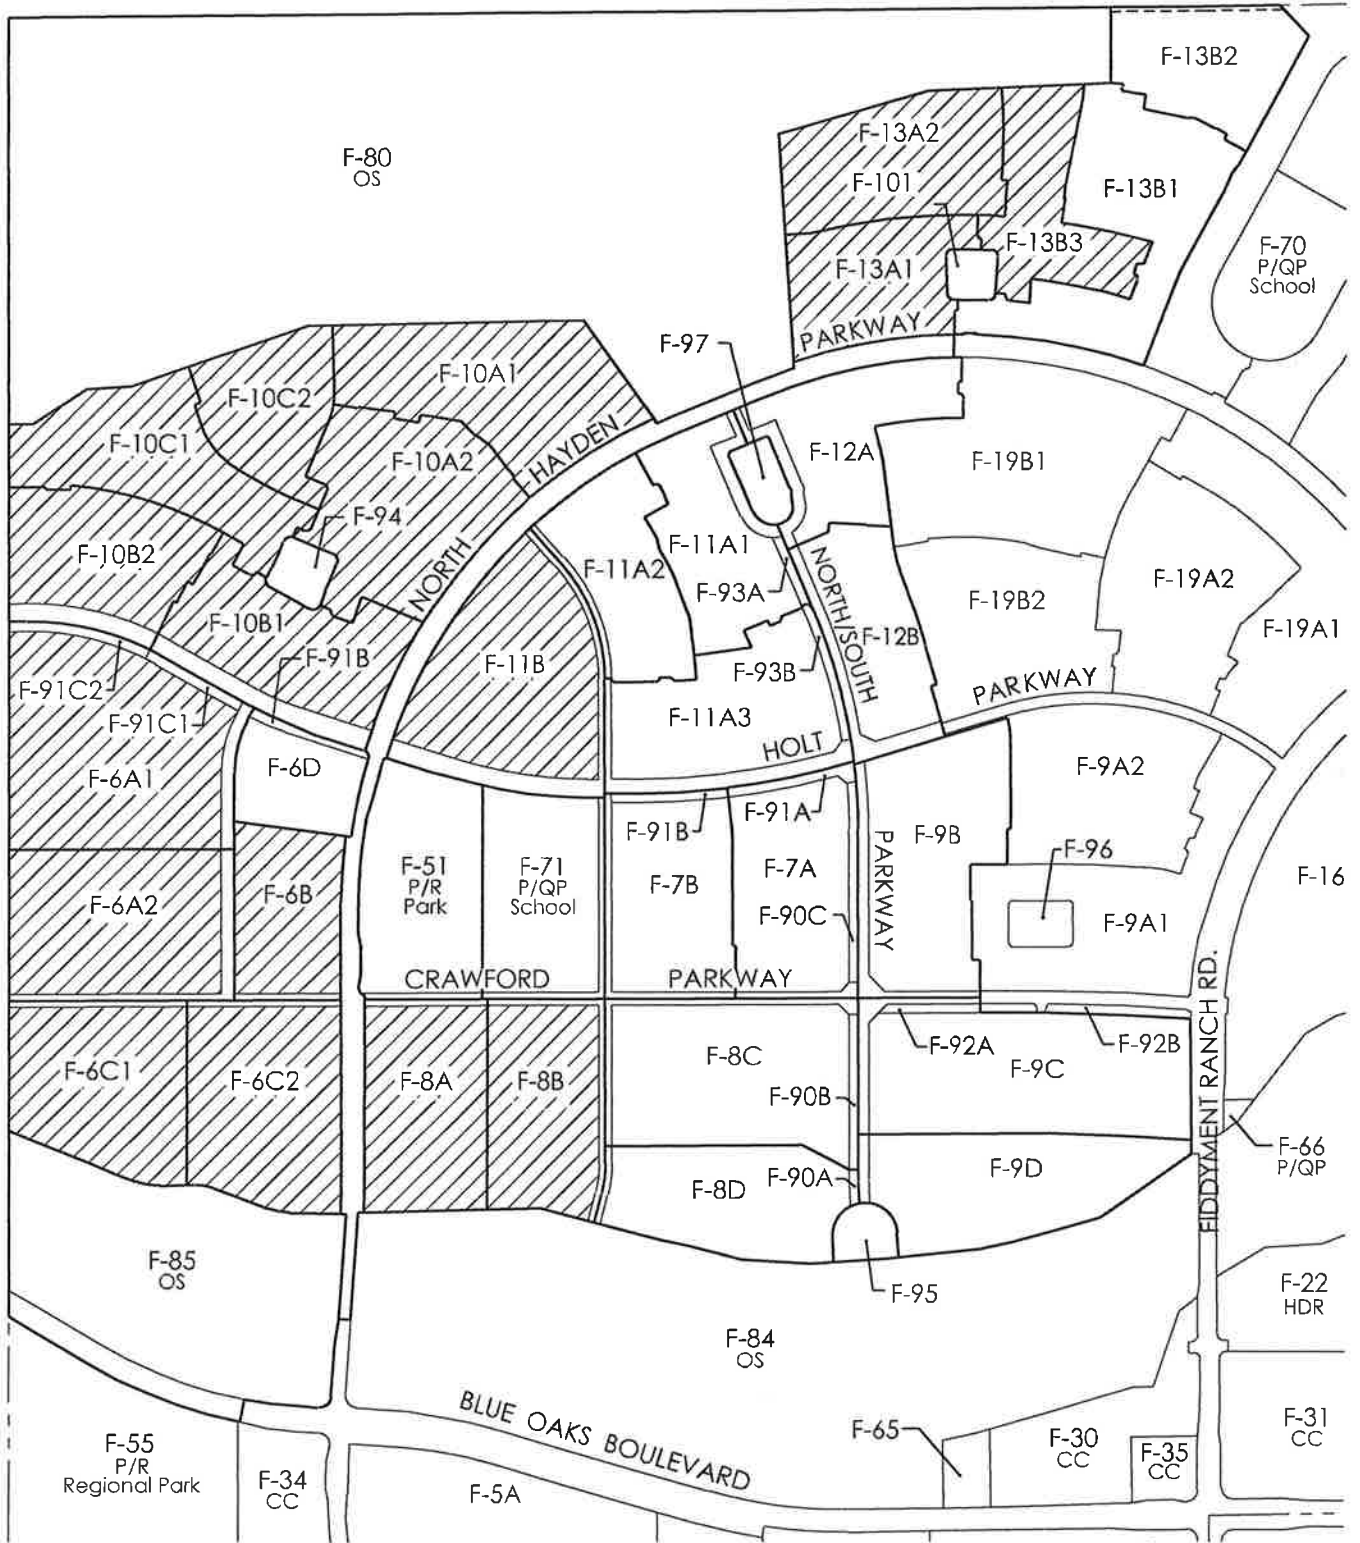 F-13B2
F-80
OS
F-13A2
F-101
F-13B1
F-13B3
F-70
P/QP
School
F-13A1
PARKWAY
F-97
F-10A1
F-10C2
F-10C1
F-10A2
HAYDEN
F-12A
F-19B1
F-94
F-10B2
F-11A1
F-11A2
F-93A
NORTH
NORTH/SOUTH
F-19A2
F-19B2
F-10B1
F-12B
F-19A1
F-91B
F-11B
F-93B
F-91C2
F-91C1
F-11A3
PARKWAY
HOLT
F-6D
F-6A1
F-9A2
F-91A
F-91B
F-9B
PARKWAY
F-96
F-51
P/R
Park
F-71
P/QP
School
F-7A
F-7B
F-16
F-6B
F-6A2
F-90C
F-9A1
CRAWFORD
PARKWAY
FIDDYMENT RANCH RD.
F-92A
F-92B
F-8C
F-9C
F-6C1
F-6C2
F-8A
F-8B
F-90B
F-66
P/QP
F-9D
F-90A
F-8D
F-85
OS
F-95
F-22
HDR
F-84
OS
BLUE OAKS BOULEVARD
F-65
F-31
CC
F-30
CC
F-35
CC
F-55
P/R
Regional Park
F-34
CC
F-5A